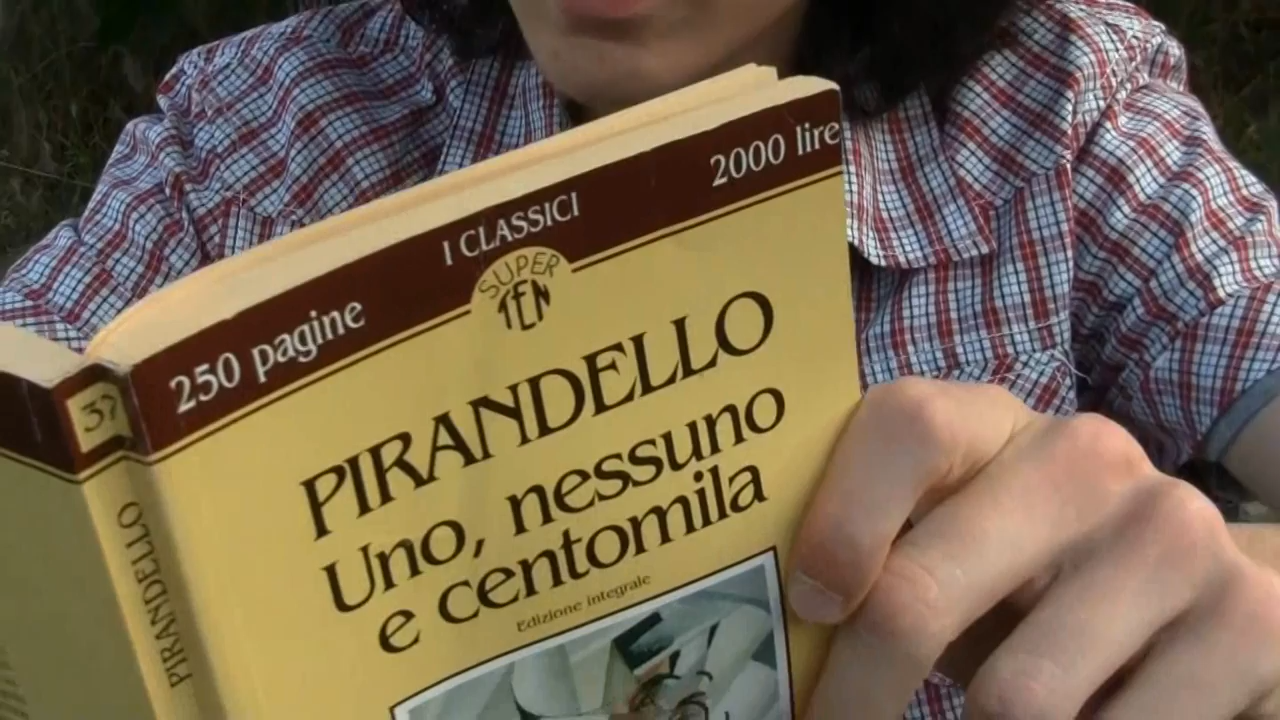 250 pagine
I CLASSICI
2000 lire
SUPER
TEN
PIRANDELLO
Uno, nessuno
e centomila
Edizione integrale
37
PIRANDELLO